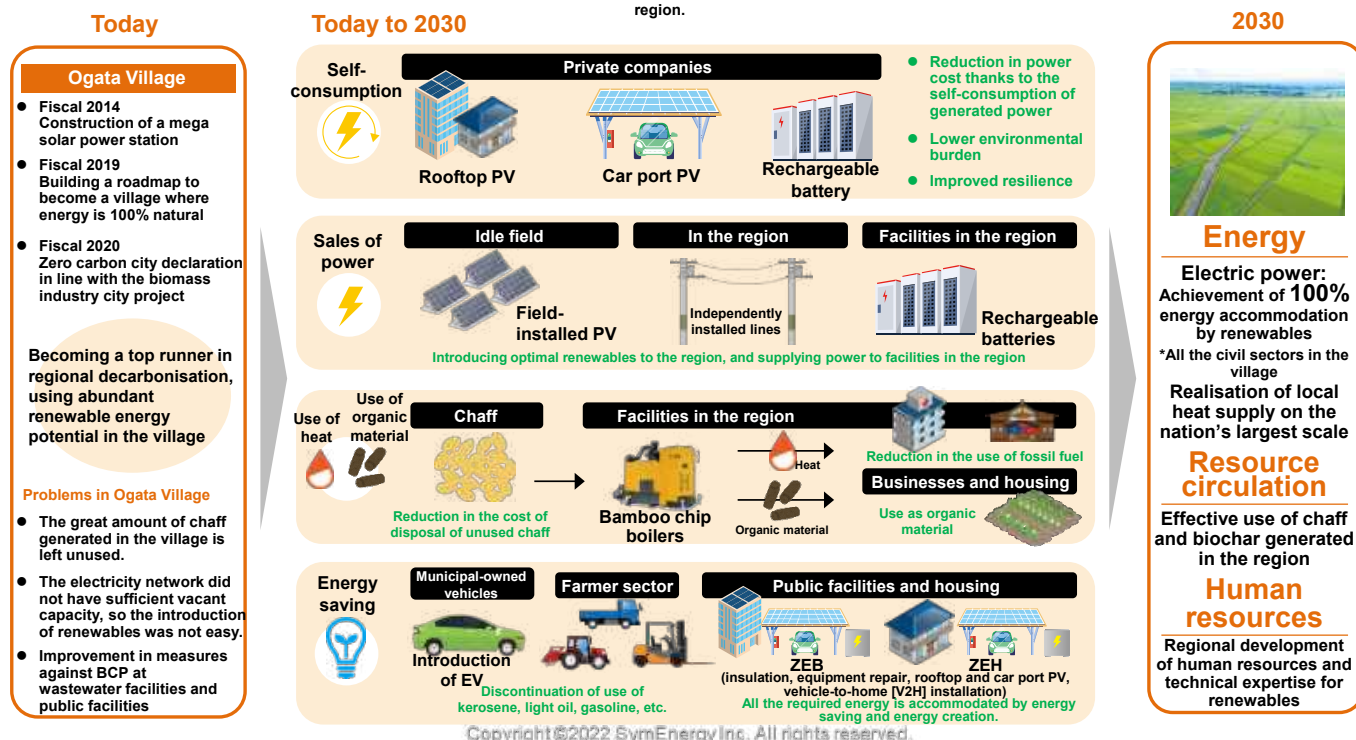 region.
Today
Today to 2030
2030
Ogata Village
● Fiscal 2014
Construction of a mega
solar power station
● Fiscal 2019
Building a roadmap to
become a village where
energy is 100% natural
● Fiscal 2020
Zero carbon city declaration
in line with the biomass
industry city project
Becoming a top runner in
regional decarbonisation,
using abundant
renewable energy
potential in the village
Problems in Ogata Village
● The great amount of chaff
generated in the village is
left unused.
● The electricity network did
not have sufficient vacant
capacity, so the introduction
of renewables was not easy.
● Improvement in measures
against BCP at
wastewater facilities and
public facilities
Self-
consumption
Private companies
Rooftop PV
Car port PV
Rechargeable
battery
● Reduction in power
cost thanks to the
self-consumption of
generated power
● Lower environmental
burden
● Improved resilience
Sales of
power
Idle field
In the region
Facilities in the region
Field-
installed PV
Independently
installed lines
Rechargeable
batteries
Introducing optimal renewables to the region, and supplying power to facilities in the region
Use of
heat
Use of
organic
material
Chaff
Facilities in the region
Reduction in the cost of
disposal of unused chaff
Bamboo chip
boilers
Heat
Organic material
Reduction in the use of fossil fuel
Businesses and housing
Use as organic
material
Energy
saving
Municipal-owned
vehicles
Farmer sector
Public facilities and housing
Introduction
of EV
Discontinuation of use of
kerosene, light oil, gasoline, etc.
ZEB
ZEH
(insulation, equipment repair, rooftop and car port PV,
vehicle-to-home [V2H] installation)
All the required energy is accommodated by energy
saving and energy creation.
Energy
Electric power:
Achievement of 100%
energy accommodation
by renewables
*All the civil sectors in the
village
Realisation of local
heat supply on the
nation's largest scale
Resource
circulation
Effective use of chaff
and biochar generated
in the region
Human
resources
Regional development
of human resources and
technical expertise for
renewables
Copyright ©2022 SymEnergy Inc. All rights reserved.